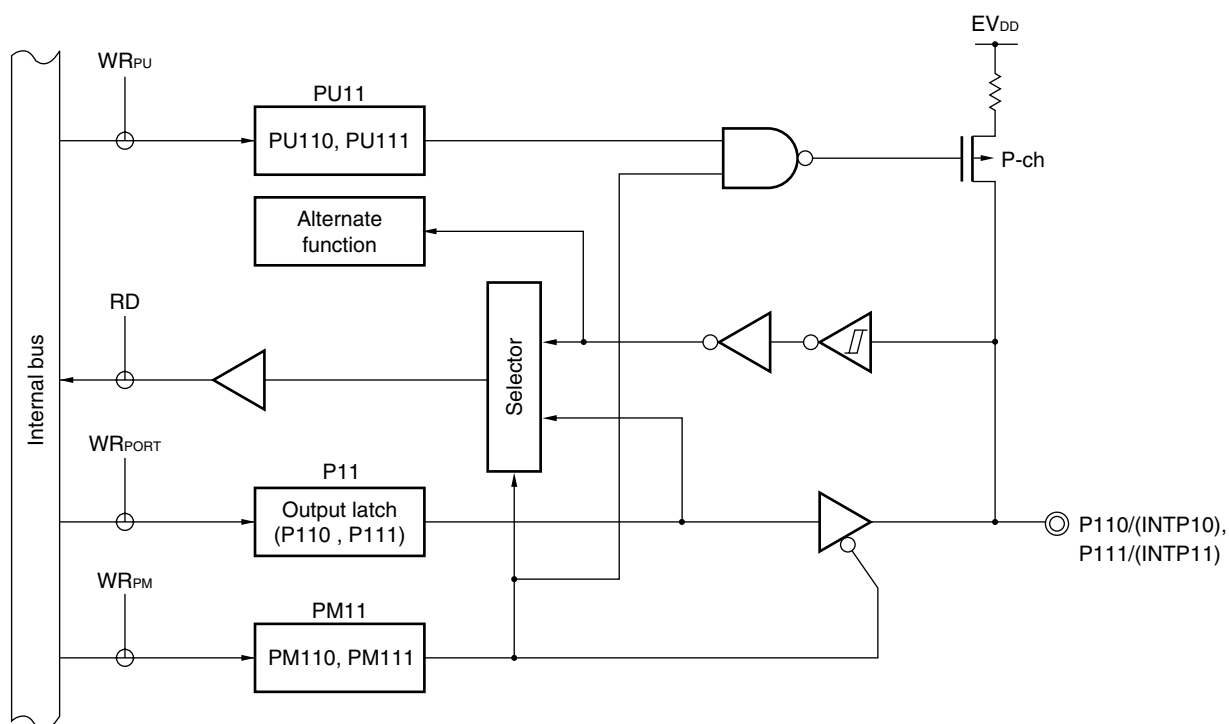 EVDD
WRPU
PU11
PU110, PU111
P-ch
Alternate
function
RD
Selector
Internal bus
WRPORT
P11
Output latch
(P110 , P111)
P110/(INTP10),
P111/(INTP11)
WRPM
PM11
PM110, PM111